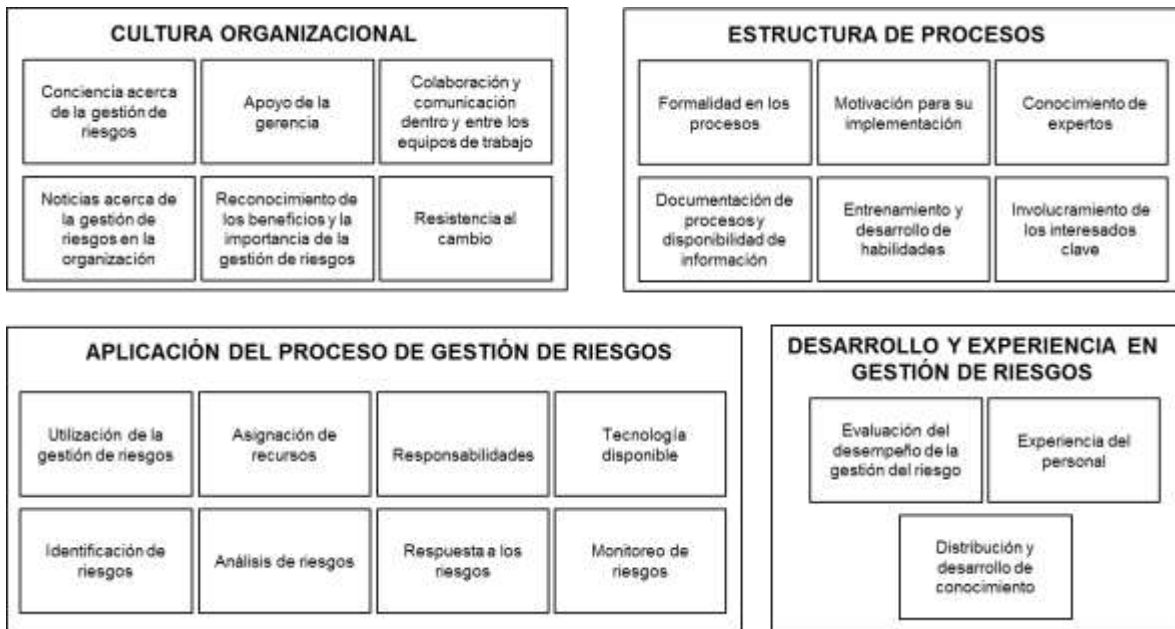 CULTURA ORGANIZACIONAL
Conciencia acerca
de la gestión de
riesgos
Apoyo de la
gerencia
Colaboración y
comunicación
dentro y entre los
equipos de trabajo
Noticias acerca de
la gestión de
riesgos en la
organización
Reconocimiento de
los beneficios y la
importancia de la
gestión de riesgos
Resistencia al
cambio
ESTRUCTURA DE PROCESOS
Formalidad en los
procesos
Motivación para su
implementación
Conocimiento de
expertos
Documentación de
procesos y
disponibilidad de
información
Entrenamiento y
desarrollo de
habilidades
Involucramiento de
los interesados
clave
APLICACIÓN DEL PROCESO DE GESTIÓN DE RIESGOS
Utilización de la
gestión de riesgos
Asignación de
recursos
Responsabilidades
Tecnología
disponible
Identificación de
riesgos
Análisis de riesgos
Respuesta a los
riesgos
Monitoreo de
riesgos
DESARROLLO Y EXPERIENCIA EN
GESTIÓN DE RIESGOS
Evaluación del
desempeño de la
gestión del riesgo
Experiencia del
personal
Distribución y
desarrollo de
conocimiento